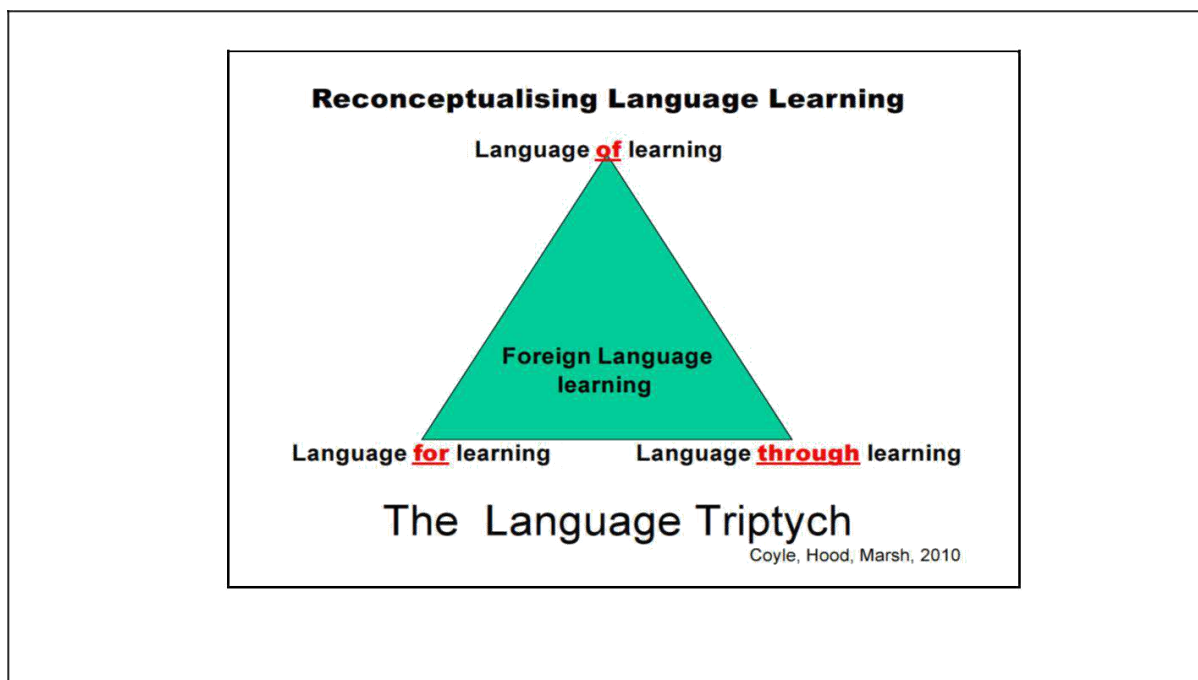 Reconceptualising Language Learning
Language of learning
Foreign Language
learning
Language for learning
Language through learning
The Language Triptych
Coyle, Hood, Marsh, 2010